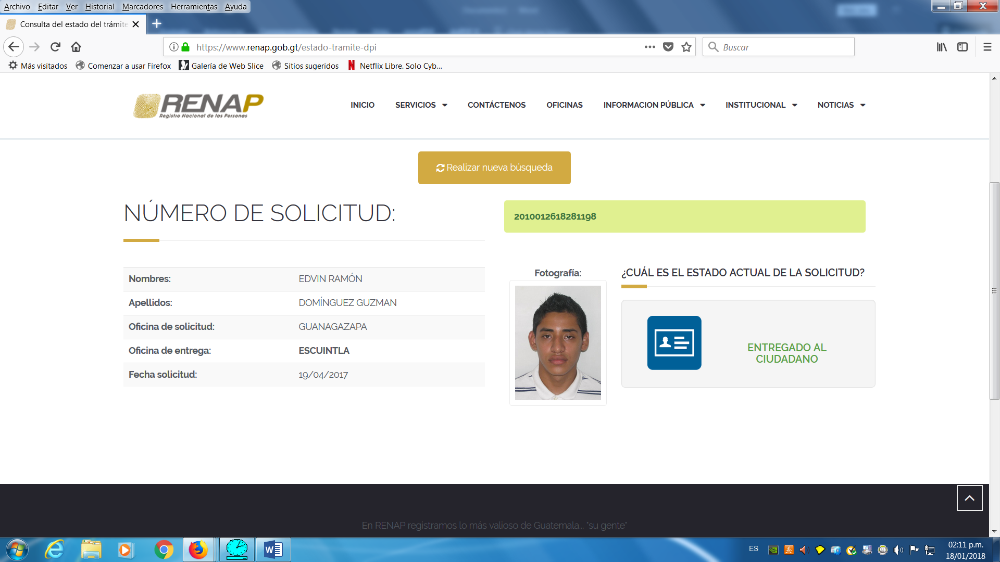 Archivo Editar Ver Historial Marcadores Herramientas Ayuda
Consulta del estado del trámite
https://www.renap.gob.gt/estado-tramite-dpi
Buscar
Más visitados Comenzar a usar Firefox Galería de Web Slice Sitios sugeridos Netflix Libre. Solo Cyb...
RENAP
Registro Nacional de las Personas
INICIO SERVICIOS CONTÁCTENOS OFICINAS INFORMACION PÚBLICA INSTITUCIONAL NOTICIAS
Realizar nueva búsqueda
NÚMERO DE SOLICITUD:
2010012618281198
Nombres: EDVIN RAMÓN
Apellidos: DOMÍNGUEZ GUZMAN
Oficina de solicitud: GUANAGAZAPA
Oficina de entrega: ESCUINTLA
Fecha solicitud: 19/04/2017
Fotografía:
¿CUÁL ES EL ESTADO ACTUAL DE LA SOLICITUD?
ENTREGADO AL
CIUDADANO
En RENAP registramos lo más valioso de Guatemala... "su gente"
ES
02:11 p.m.
18/01/2018